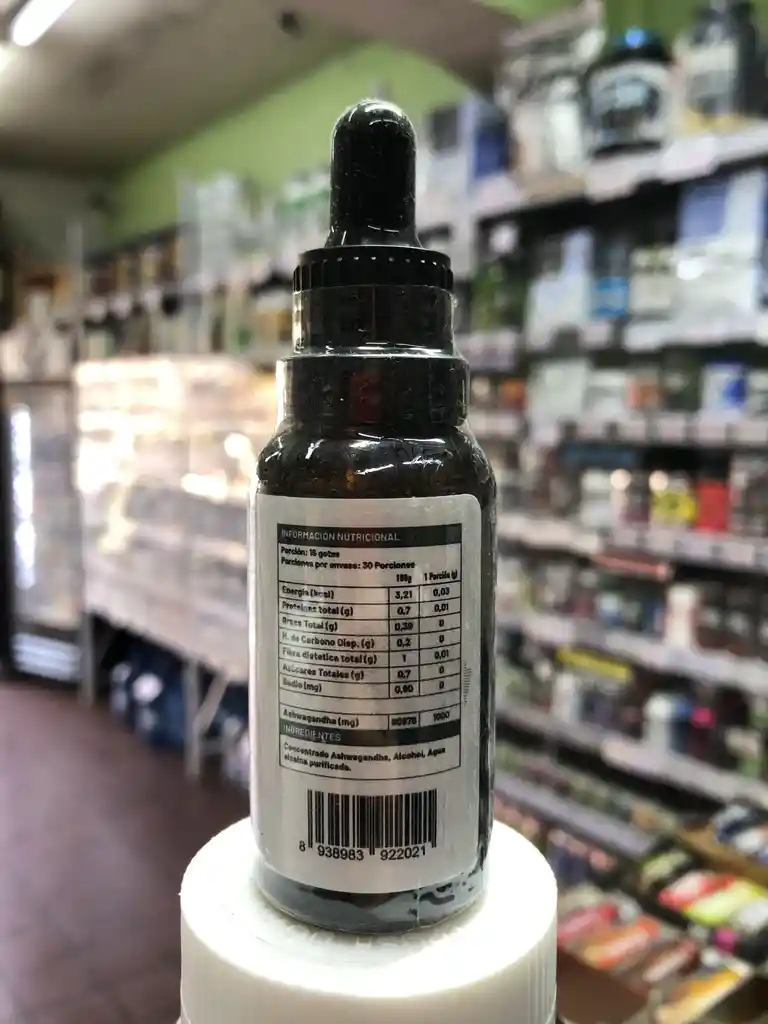 INFORMACIÓN NUTRICIONAL
Porción: 15 gotas
Porciones por envase: 30 Porciones
100g 1 Porción (g)
Energía (kcal) 3,21 0,03
Proteínas total (g) 0.7 0,01
Grasa Total (g) 0,39 0
H. de Carbono Disp. (g) 0,2 0
Fibra dietetica total (g) 1 0,01
Azúcares Totales (g) 0,7 0
Sodio (mg) 0,90 0
Ashwagandha (mg) 1000
INGREDIENTES
Concentrado Ashwagandha, Alcohol, Agua
alcalina purificada.
8 938983 922021